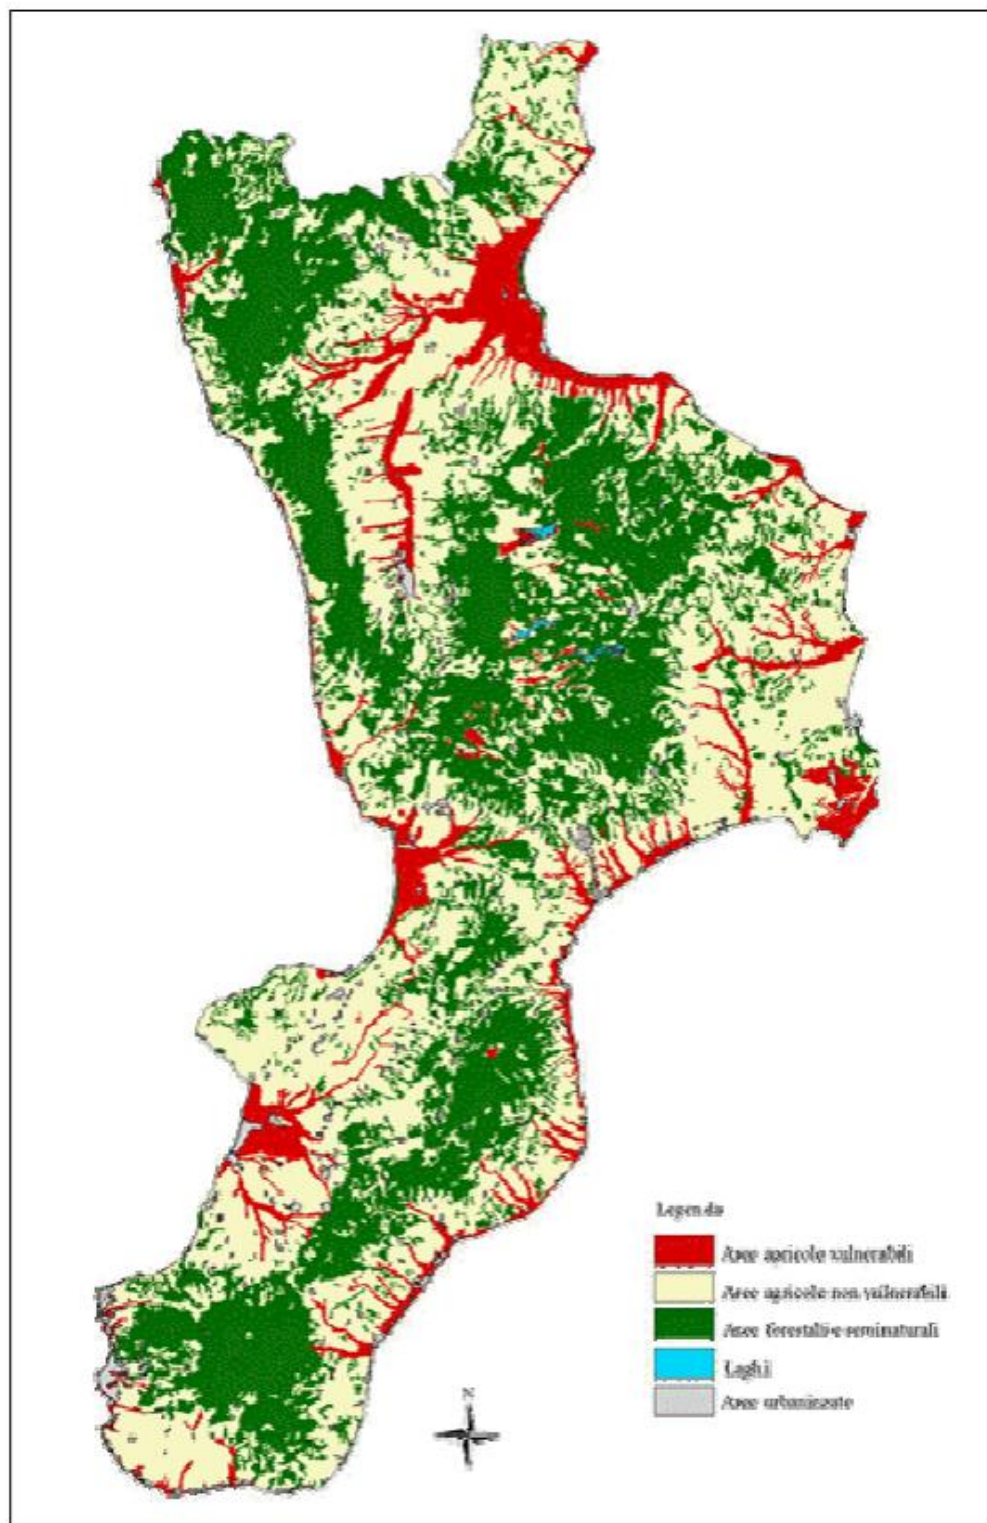 Legenda
Aree agricole vulnerabili
Aree agricole non vulnerabili
Aree forestali e seminaturali
Laghi
Aree urbanizzate
N